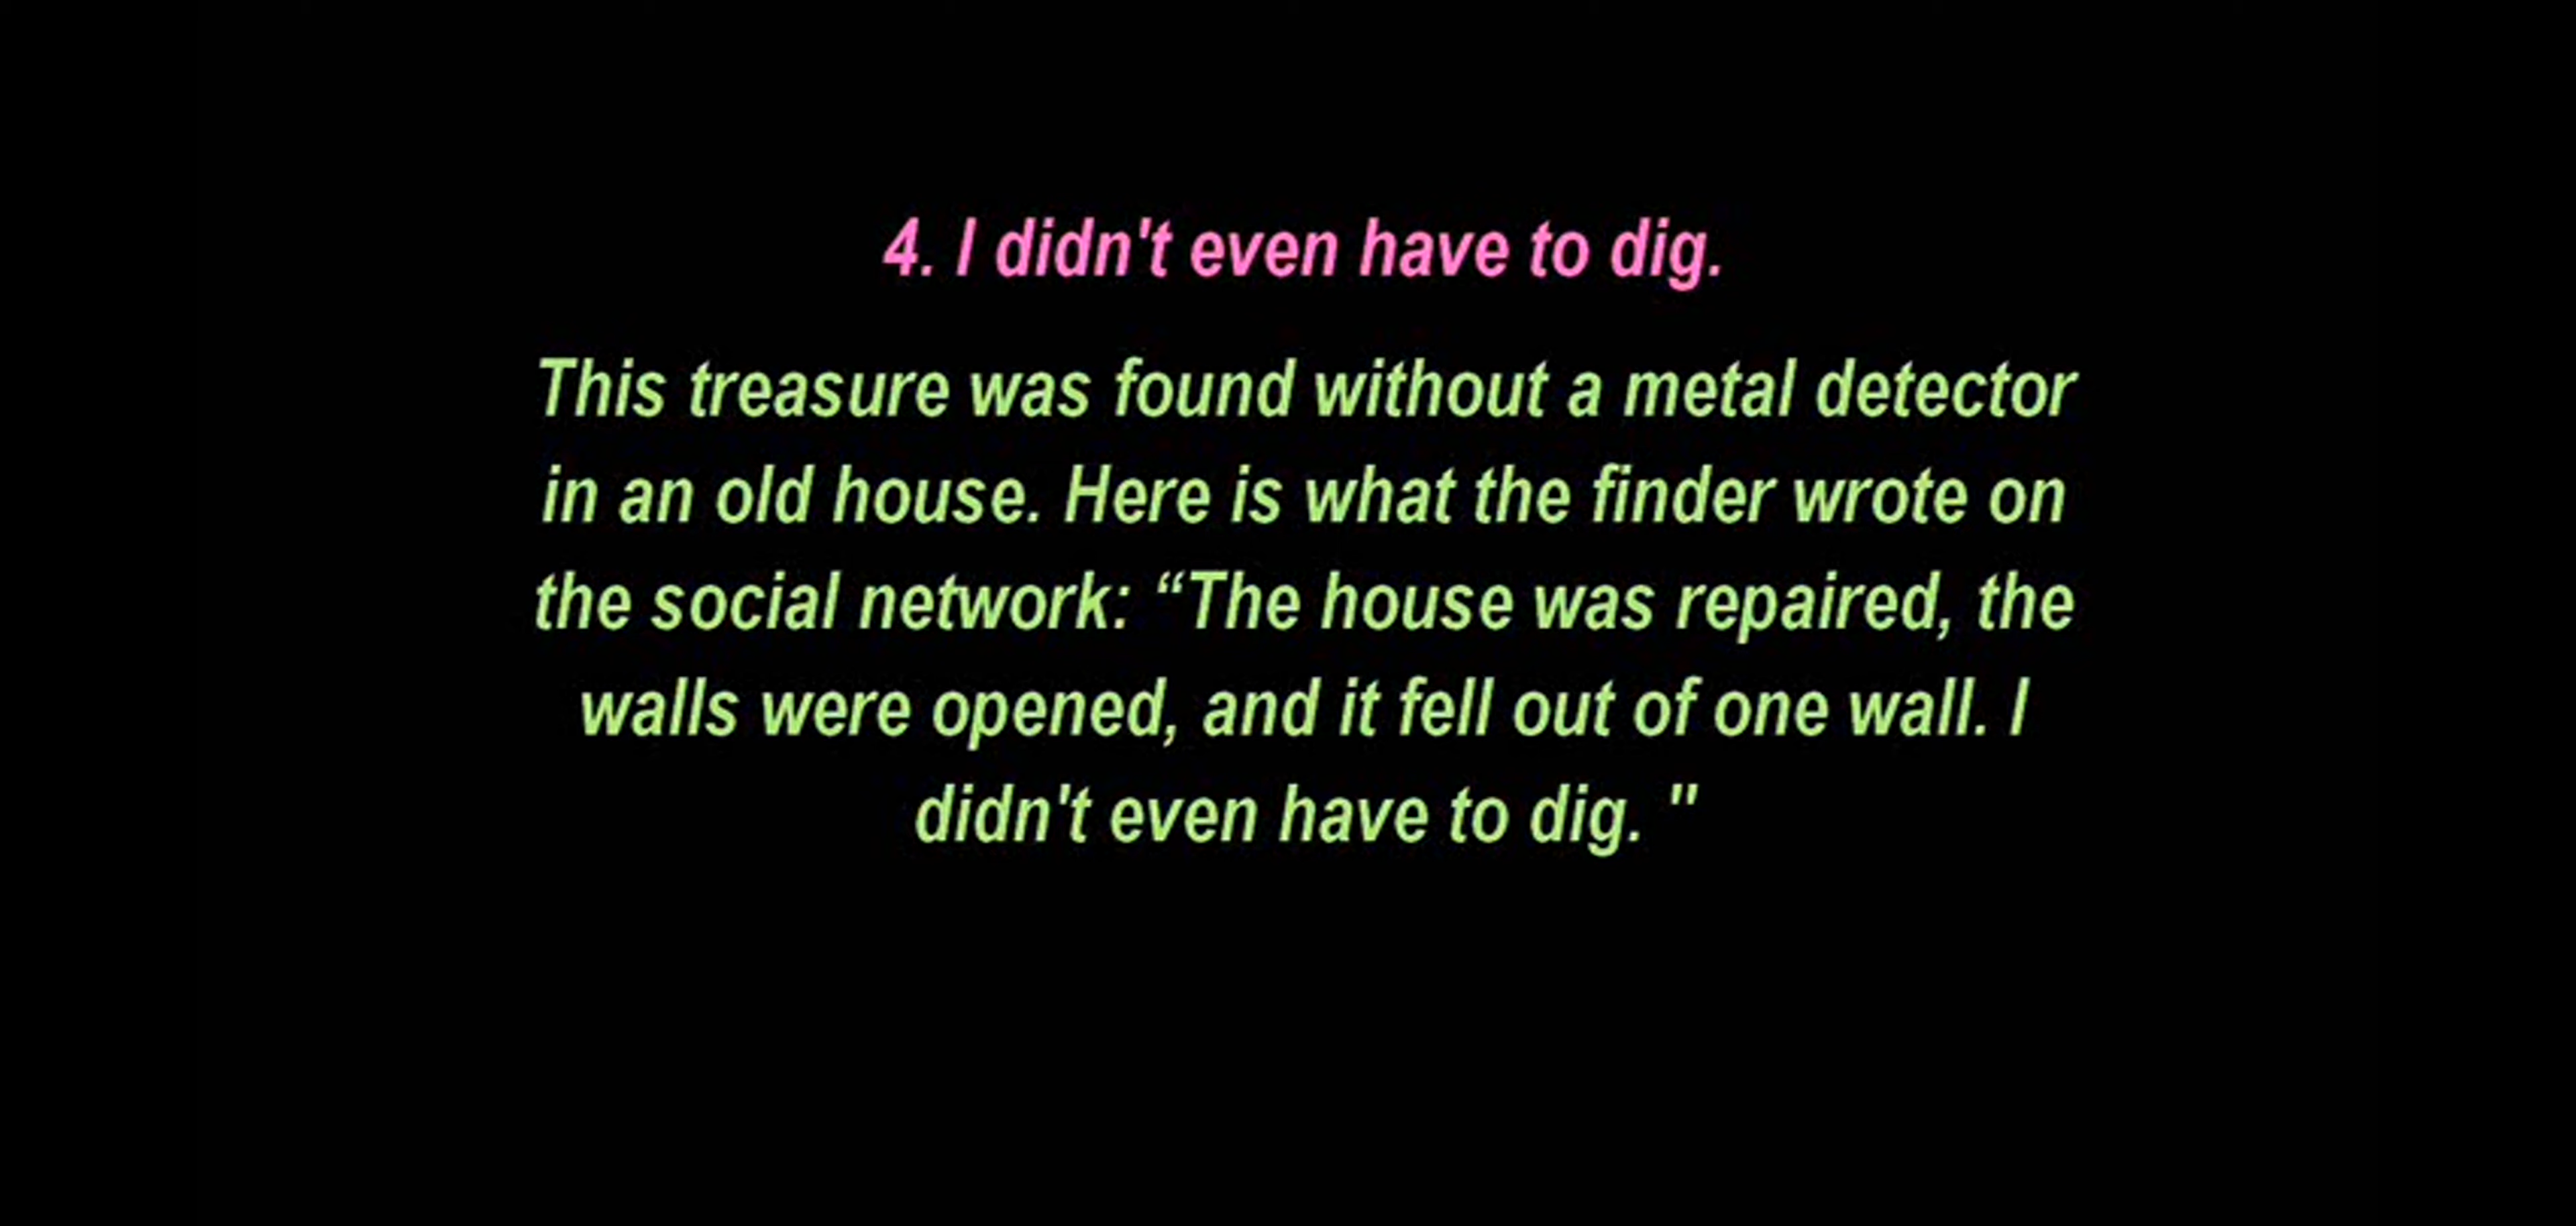 4. I didn't even have to dig.
This treasure was found without a metal detector
in an old house. Here is what the finder wrote on
the social network: “The house was repaired, the
walls were opened, and it fell out of one wall. I
didn't even have to dig. "